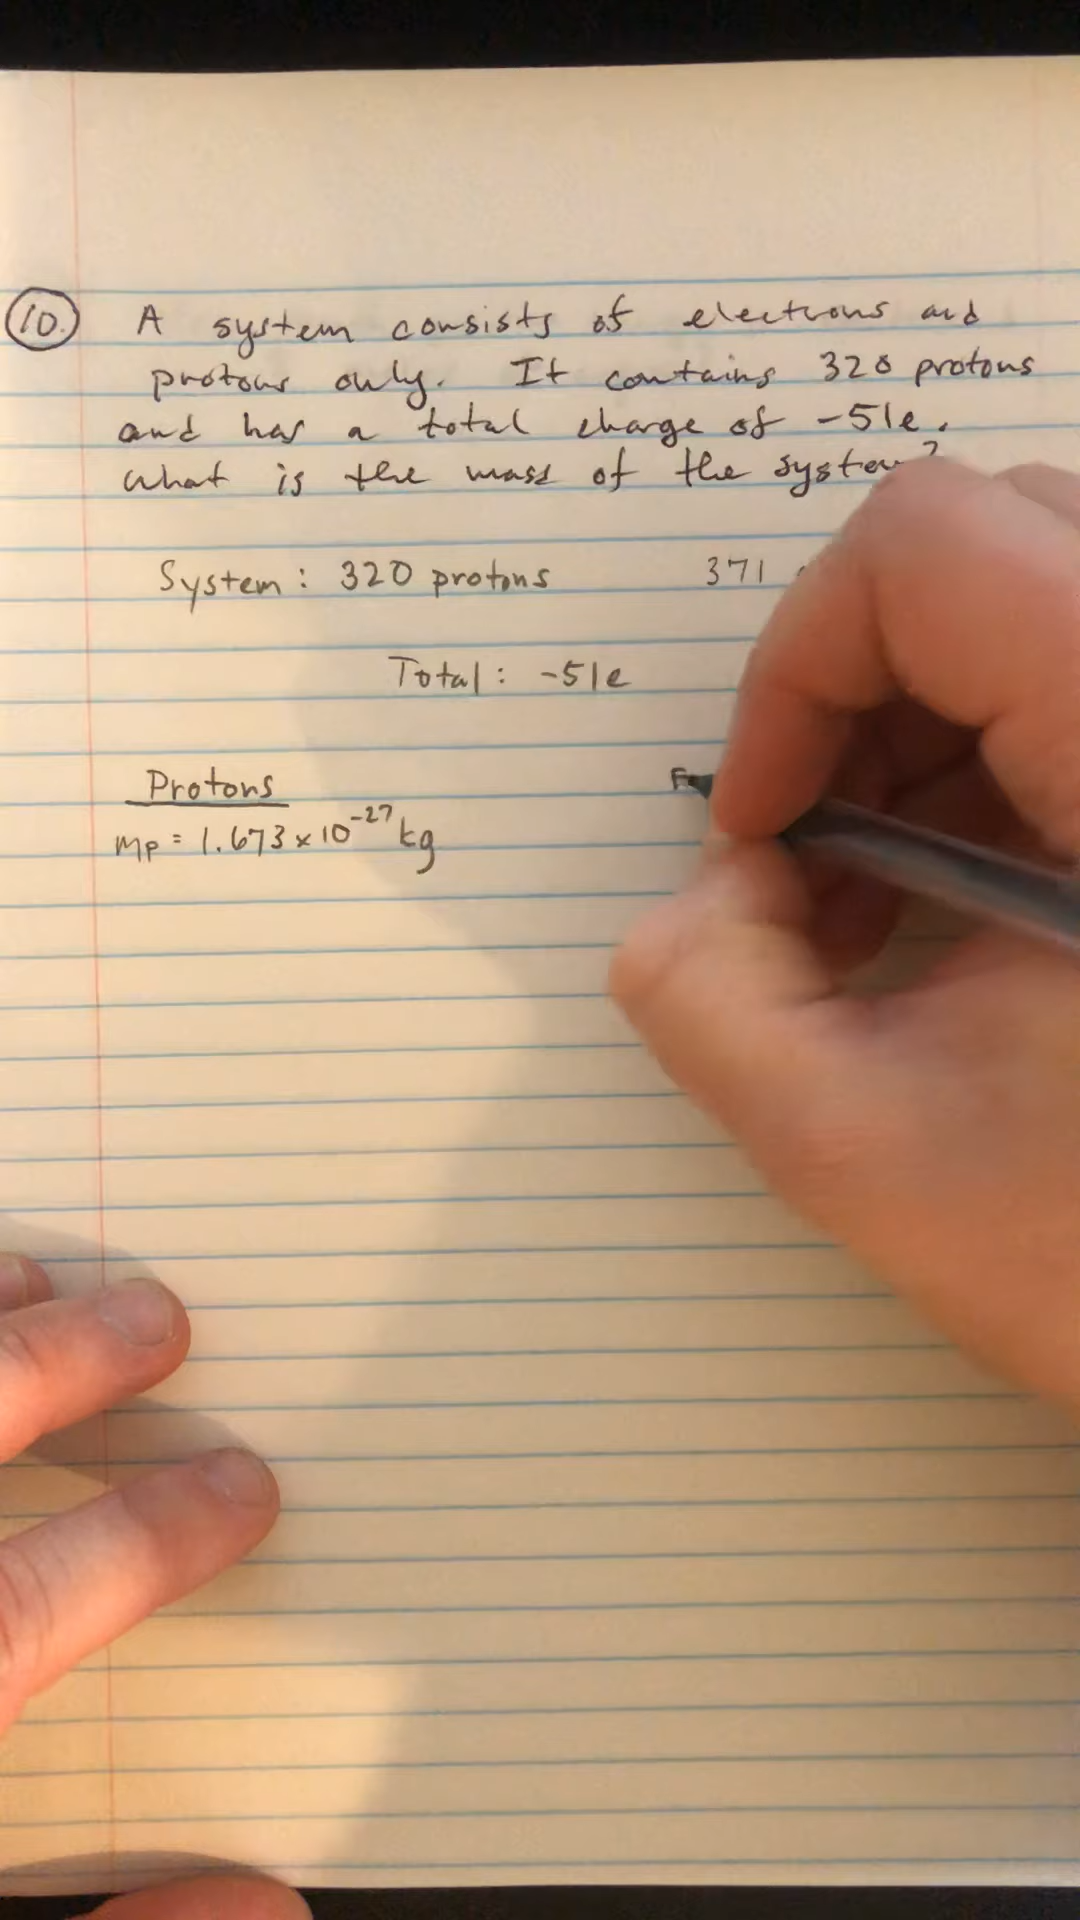 10. A system consists of electrons and
protons only. It contains 320 protons
and has a total charge of -51e.
What is the mass of the system?
System: 320 protons 371
Total: -51e
Protons
mp = 1.673 x 10^-27 kg